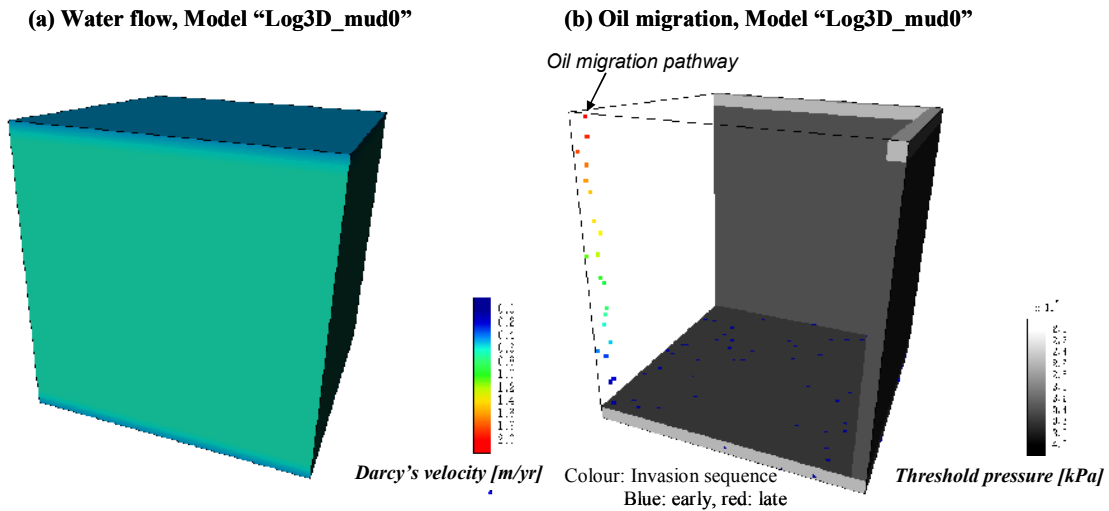 (a) Water flow, Model “Log3D_mud0”
(b) Oil migration, Model “Log3D_mud0”
Oil migration pathway
Darcy’s velocity [m/yr]
Colour: Invasion sequence
Blue: early, red: late
Threshold pressure [kPa]